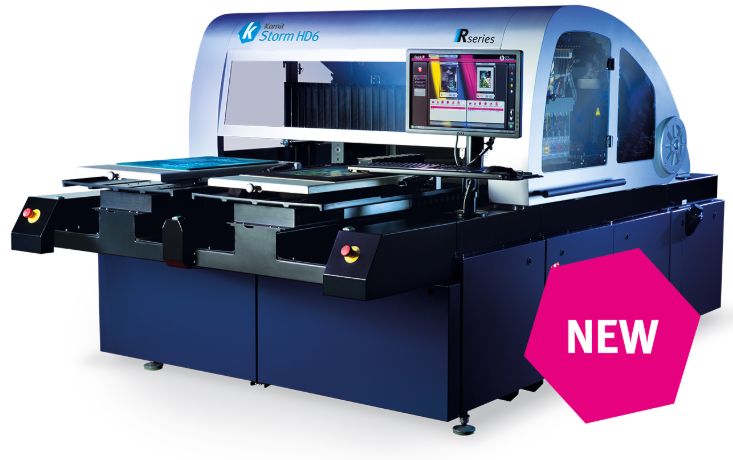 Kornit
Storm HD6
Rseries
NEW